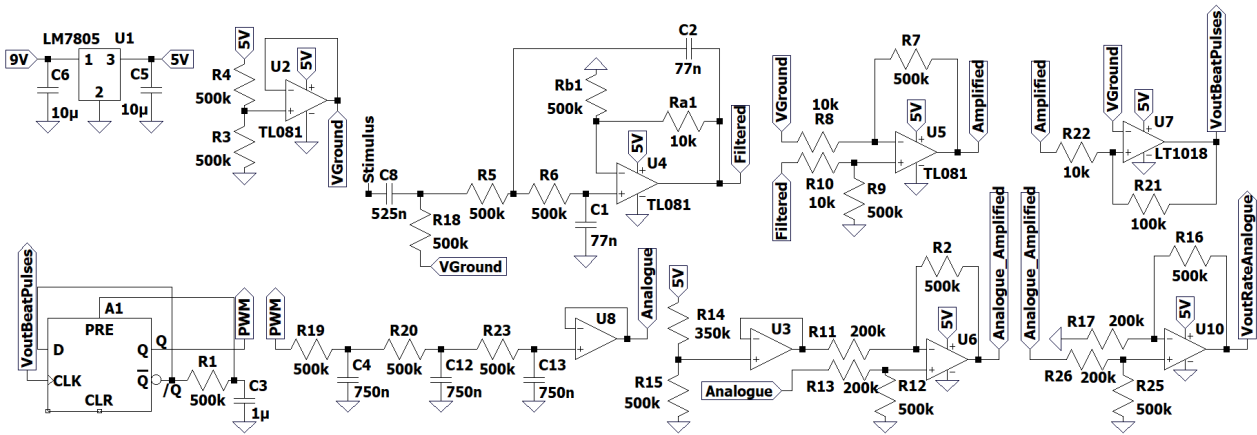 LM7805 U1
9V 1 3 5V
2
C6
10µ
C5
10µ
5V
R4
500k
R3
500k
U2
5V
TL081
VGround
Stimulus
C8
525n
R18
500k
VGround
R5
500k
R6
500k
C1
77n
C2
77n
Rb1
500k
Ra1
10k
5V
U4
TL081
Filtered
VGround
Filtered
10k
R8
R10
10k
R9
500k
R7
500k
5V
U5
TL081
Amplified
Amplified
R22
10k
VGround
5V
U7
LT1018
R21
100k
VoutBeatPulses
VoutBeatPulses
A1
PRE
D
Q
Q
CLK
Q
/Q
CLR
R1
500k
C3
1µ
PWM
PWM
R19
500k
C4
750n
R20
500k
C12
750n
R23
500k
C13
750n
U8
Analogue
5V
R14
350k
R15
500k
U3
Analogue
R11
200k
R13
200k
R12
500k
R2
500k
5V
U6
Analogue_Amplified
Analogue_Amplified
R17
200k
R26
200k
R25
500k
R16
500k
5V
U10
VoutRateAnalogue